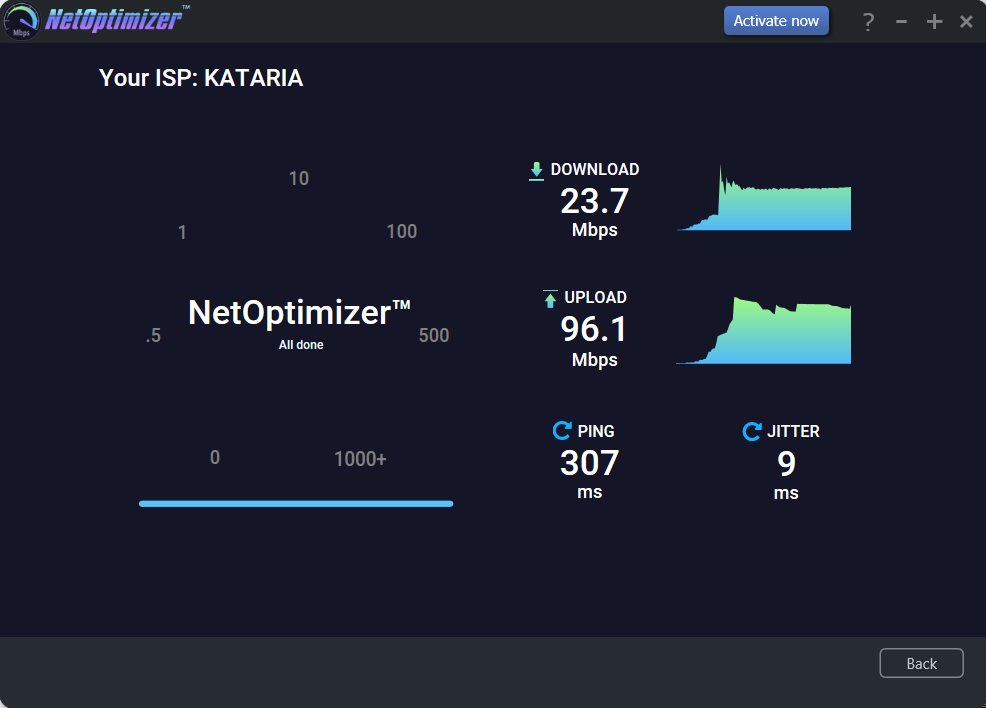 NetOptimizer™
Mbps
Activate now
?
Your ISP: KATARIA
10
1
100
.5
500
NetOptimizer™
All done
0
1000+
DOWNLOAD
23.7
Mbps
UPLOAD
96.1
Mbps
PING
307
ms
JITTER
9
ms
Back